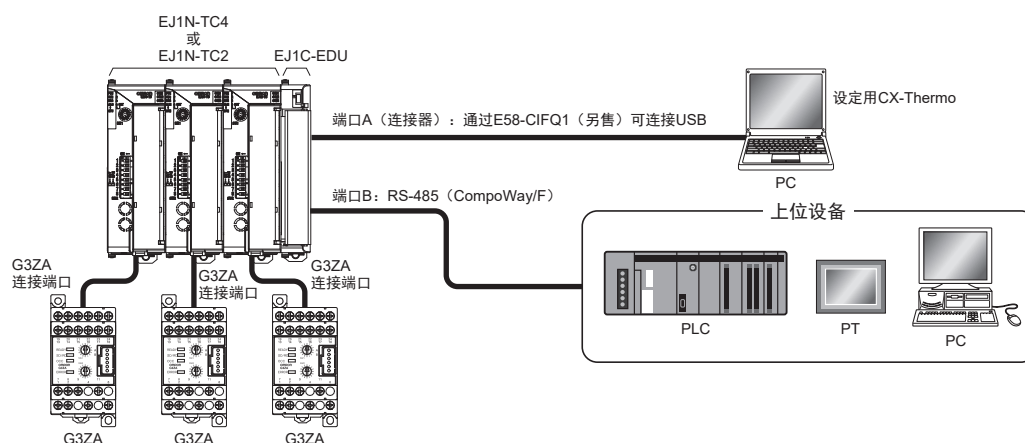 EJ1N-TC4
或
EJ1N-TC2
EJ1C-EDU
端口A（连接器）：通过E58-CIFQ1（另售）可连接USB
设定用CX-Thermo
PC
端口B：RS-485（CompoWay/F）
上位设备
PLC
PT
PC
G3ZA
连接端口
G3ZA
连接端口
G3ZA
连接端口
G3ZA
G3ZA
G3ZA